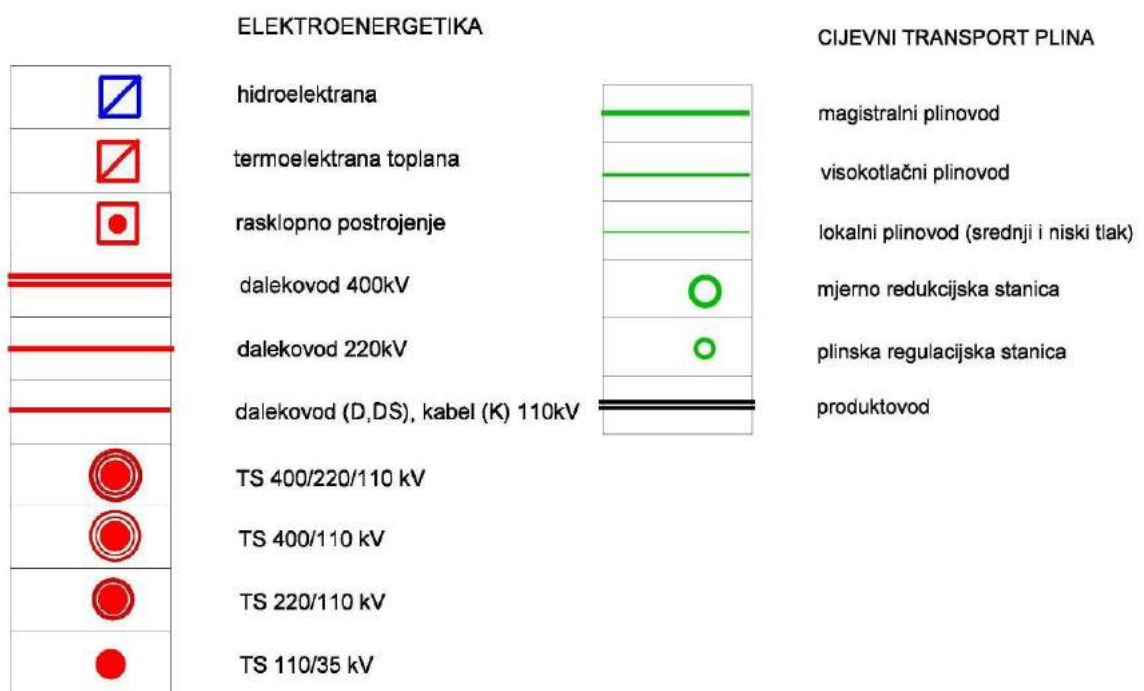 ELEKTROENERGETIKA
hidroelektrana
termoelektrana toplana
rasklopno postrojenje
dalekovod 400kV
dalekovod 220kV
dalekovod (D,DS), kabel (K) 110kV
TS 400/220/110 kV
TS 400/110 kV
TS 220/110 kV
TS 110/35 kV
CIJEVNI TRANSPORT PLINA
magistralni plinovod
visokotlačni plinovod
lokalni plinovod (srednji i niski tlak)
mjerno redukcijska stanica
plinska regulacijska stanica
produktovod